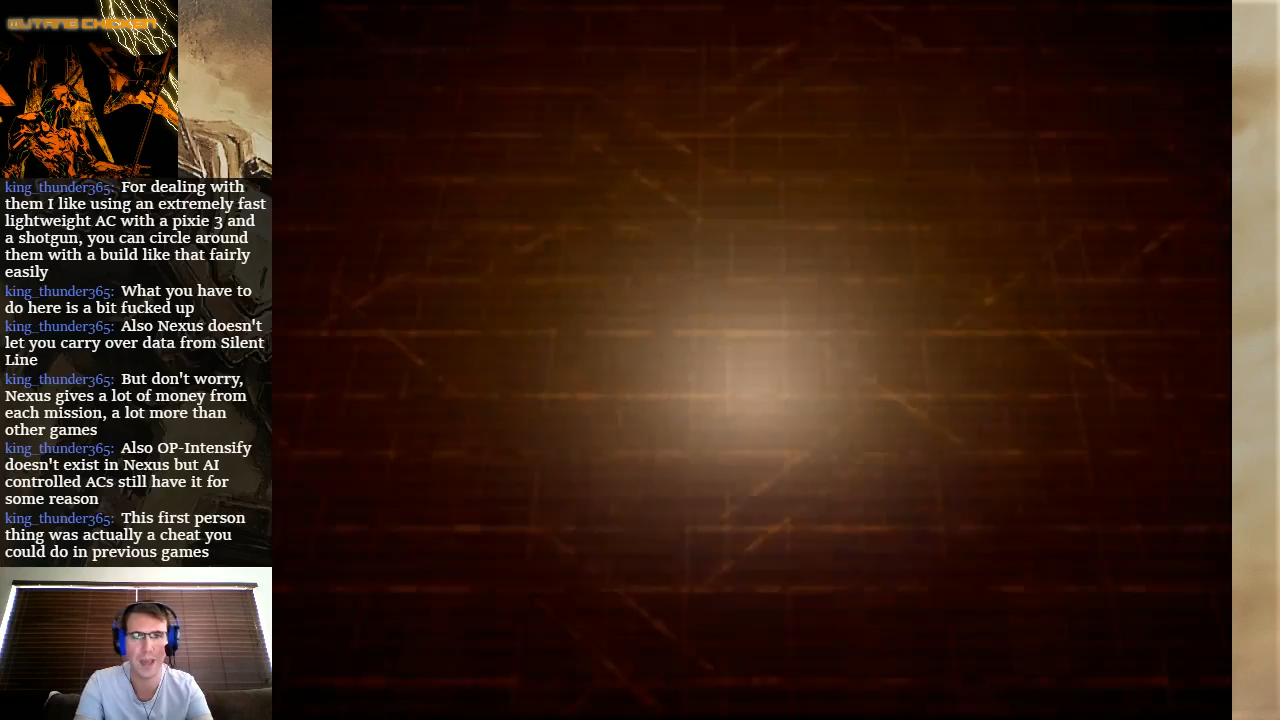 WUTANG CHICKEN
king_thunder365: For dealing with
them I like using an extremely fast
lightweight AC with a pixie 3 and
a shotgun, you can circle around
them with a build like that fairly
easily
king_thunder365: What you have to
do here is a bit fucked up
king_thunder365: Also Nexus doesn't
let you carry over data from Silent
Line
king_thunder365: But don't worry,
Nexus gives a lot of money from
each mission, a lot more than
other games
king_thunder365: Also OP-Intensify
doesn't exist in Nexus but AI
controlled ACs still have it for
some reason
king_thunder365: This first person
thing was actually a cheat you
could do in previous games